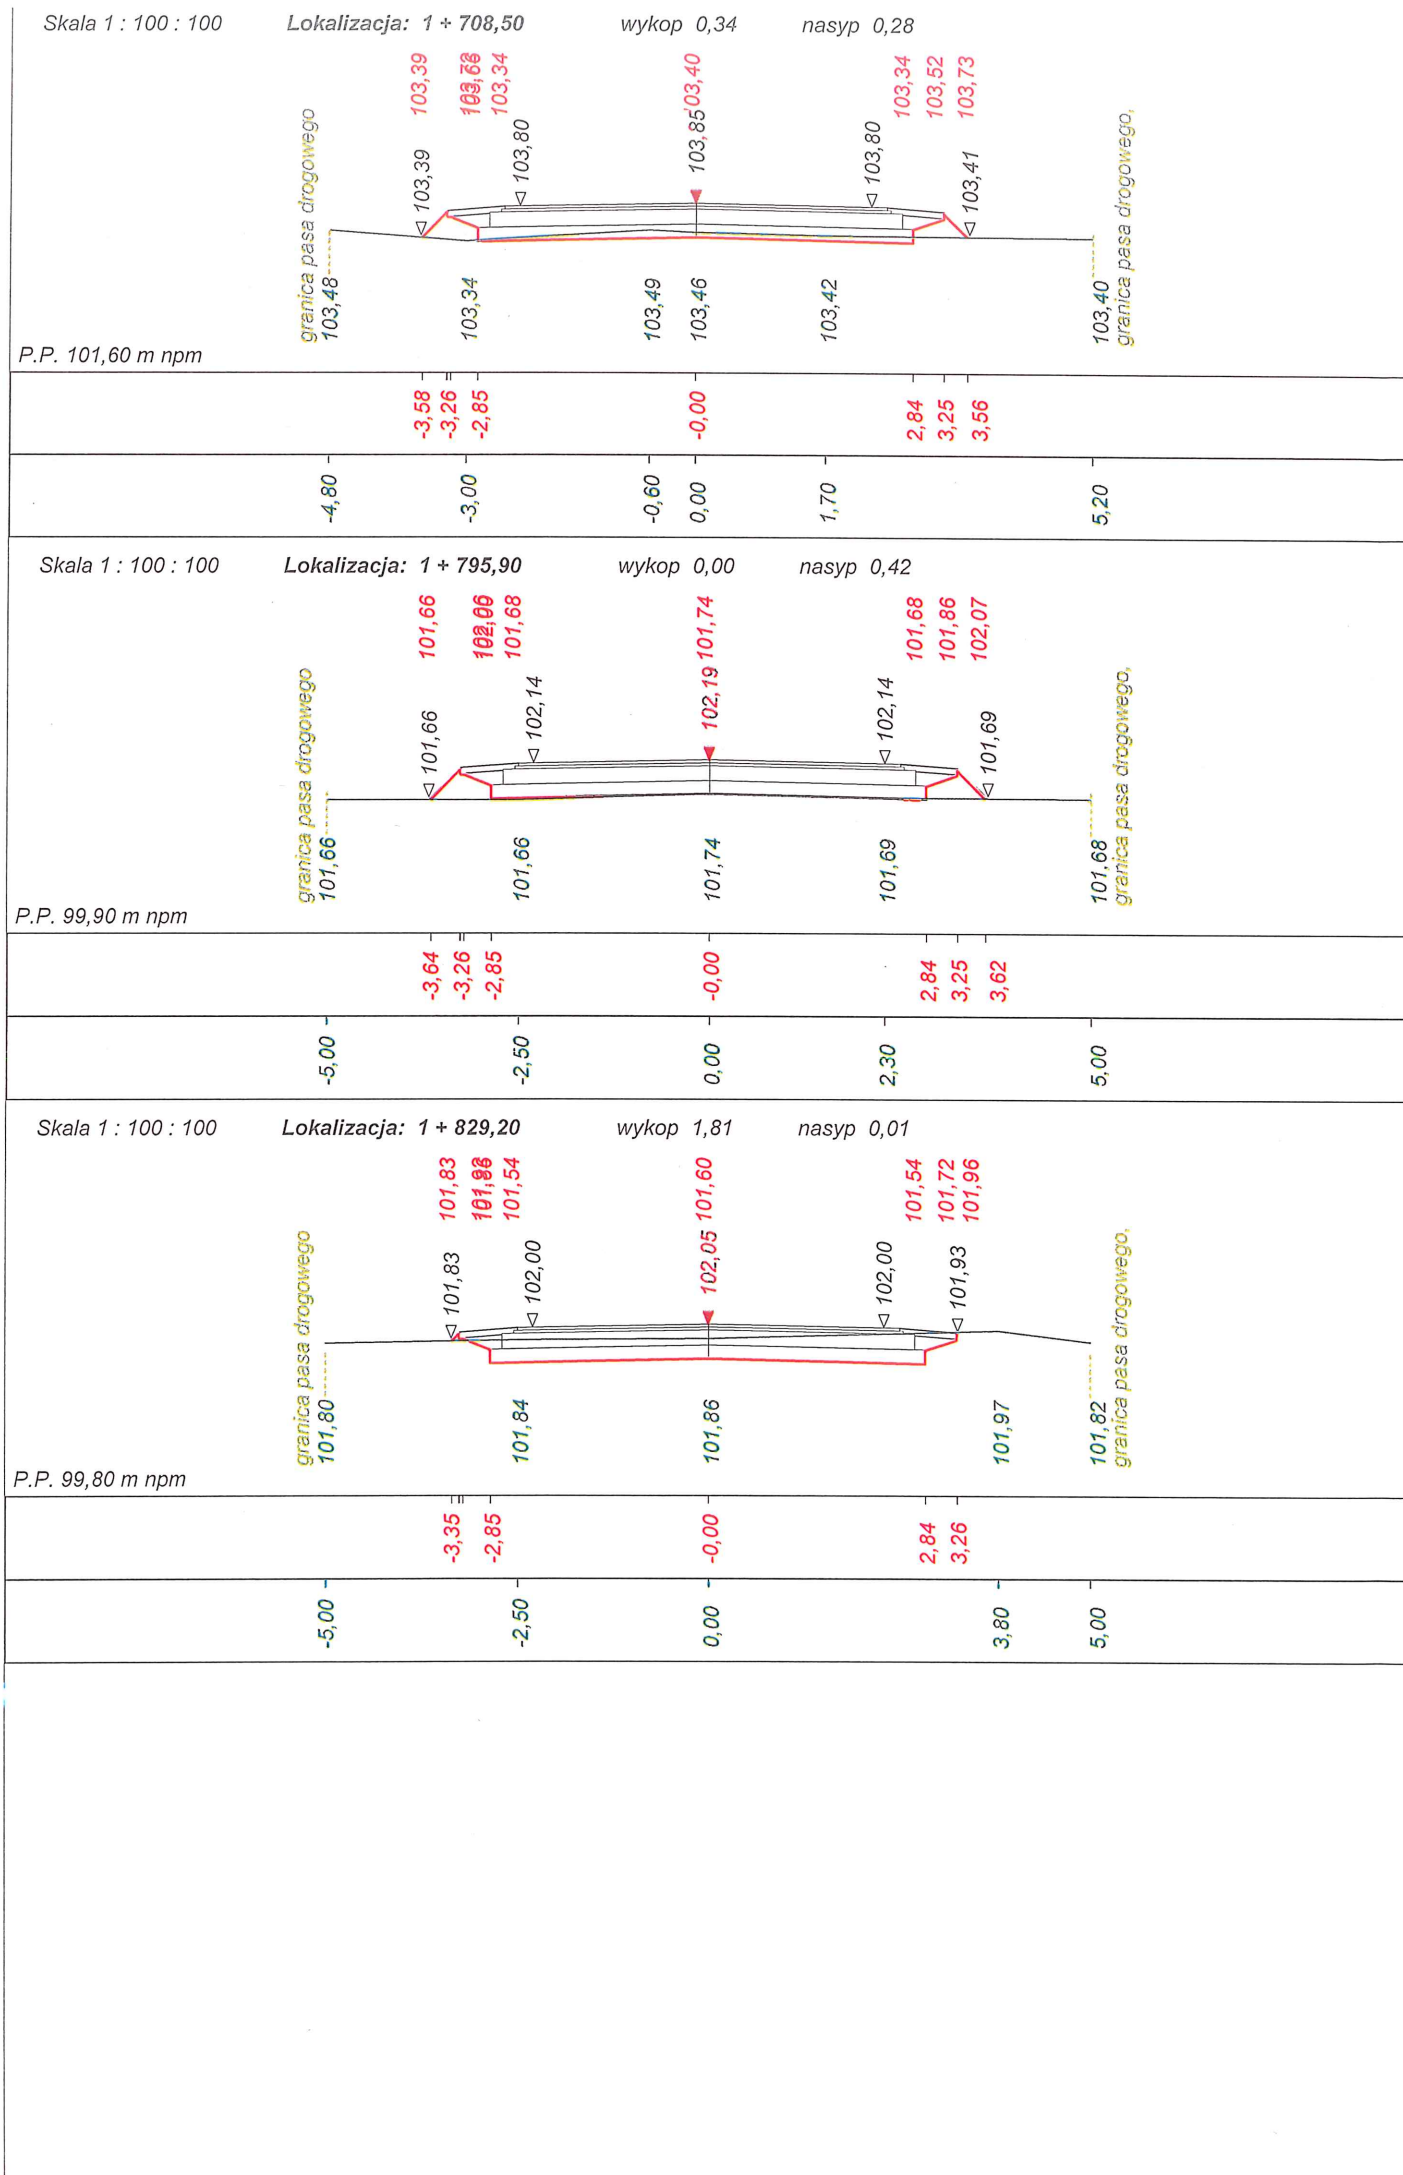 Skala 1 : 100 : 100 Lokalizacja: 1 + 708,50 wykop 0,34 nasyp 0,28
103,39 103,34 103,40 103,34 103,52 103,73
granica pasa drogowego 103,39 103,80 103,85 103,80 103,41 granica pasa drogowego,
103,48 103,34 103,49 103,46 103,42 103,40
P.P. 101,60 m npm
-3,58 -3,26 -2,85 -0,00 2,84 3,25 3,56
-4,80 -3,00 -0,60 0,00 1,70 5,20
Skala 1 : 100 : 100 Lokalizacja: 1 + 795,90 wykop 0,00 nasyp 0,42
101,66 101,68 101,74 101,68 101,86 102,07
granica pasa drogowego 101,66 102,14 102,19 102,14 101,69 granica pasa drogowego,
101,66 101,66 101,74 101,69 101,68
P.P. 99,90 m npm
-3,64 -3,26 -2,85 -0,00 2,84 3,25 3,62
-5,00 -2,50 0,00 2,30 5,00
Skala 1 : 100 : 100 Lokalizacja: 1 + 829,20 wykop 1,81 nasyp 0,01
101,83 101,54 101,60 101,54 101,72 101,96
granica pasa drogowego 101,83 102,00 102,05 102,00 101,93 granica pasa drogowego,
101,80 101,84 101,86 101,97 101,82
P.P. 99,80 m npm
-3,35 -2,85 -0,00 2,84 3,26
-5,00 -2,50 0,00 3,80 5,00